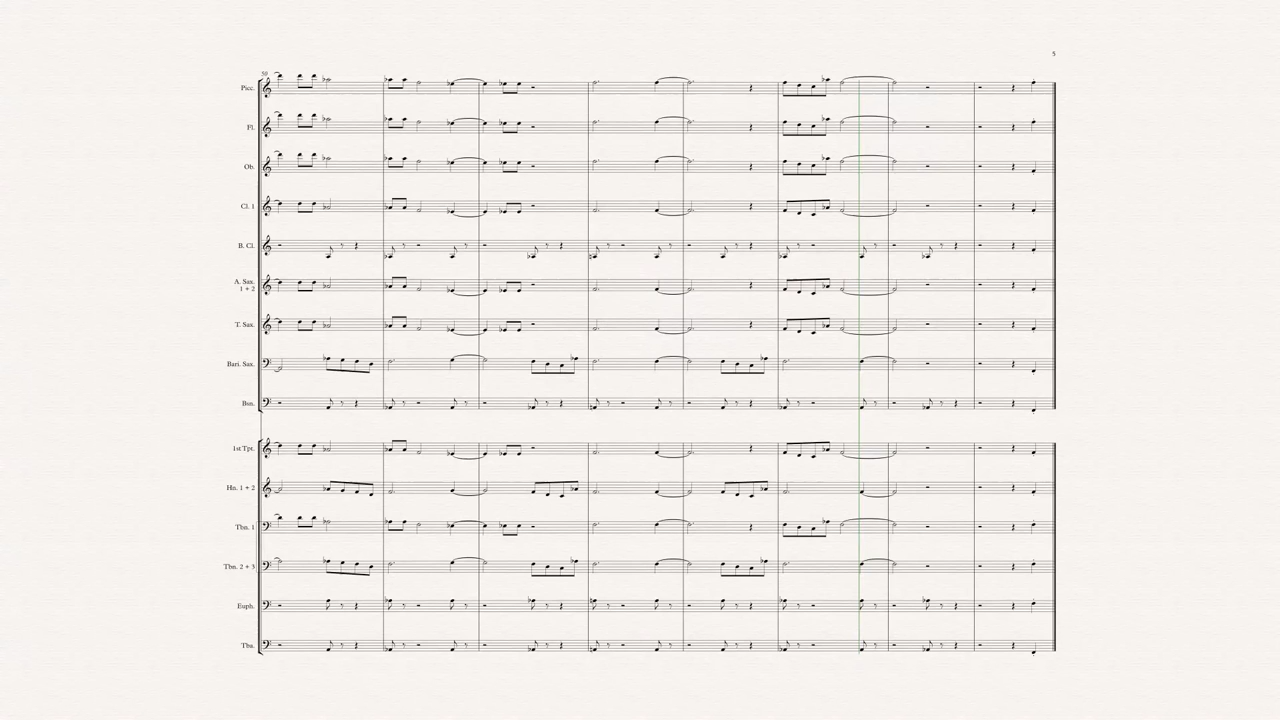 5
50
Picc.
Fl.
Ob.
Cl. 1
B. Cl.
A. Sax.
1 + 2
T. Sax.
Bari. Sax.
Bsn.
1st Tpt.
Hn. 1 + 2
Tbn. 1
Tbn. 2 + 3
Euph.
Tba.